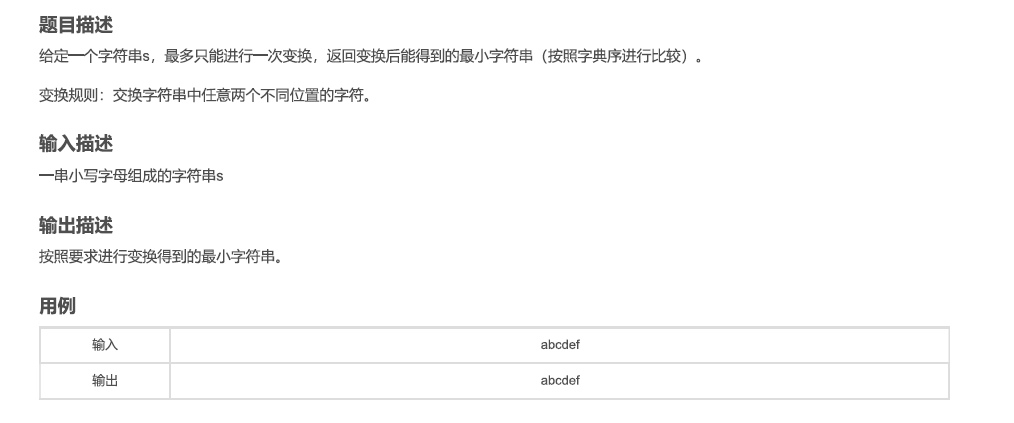 题目描述
给定一个字符串s，最多只能进行一次变换，返回变换后能得到的最小字符串（按照字典序进行比较）。
变换规则：交换字符串中任意两个不同位置的字符。
输入描述
一串小写字母组成的字符串s
输出描述
按照要求进行变换得到的最小字符串。
用例
输入 abcdef
输出 abcdef